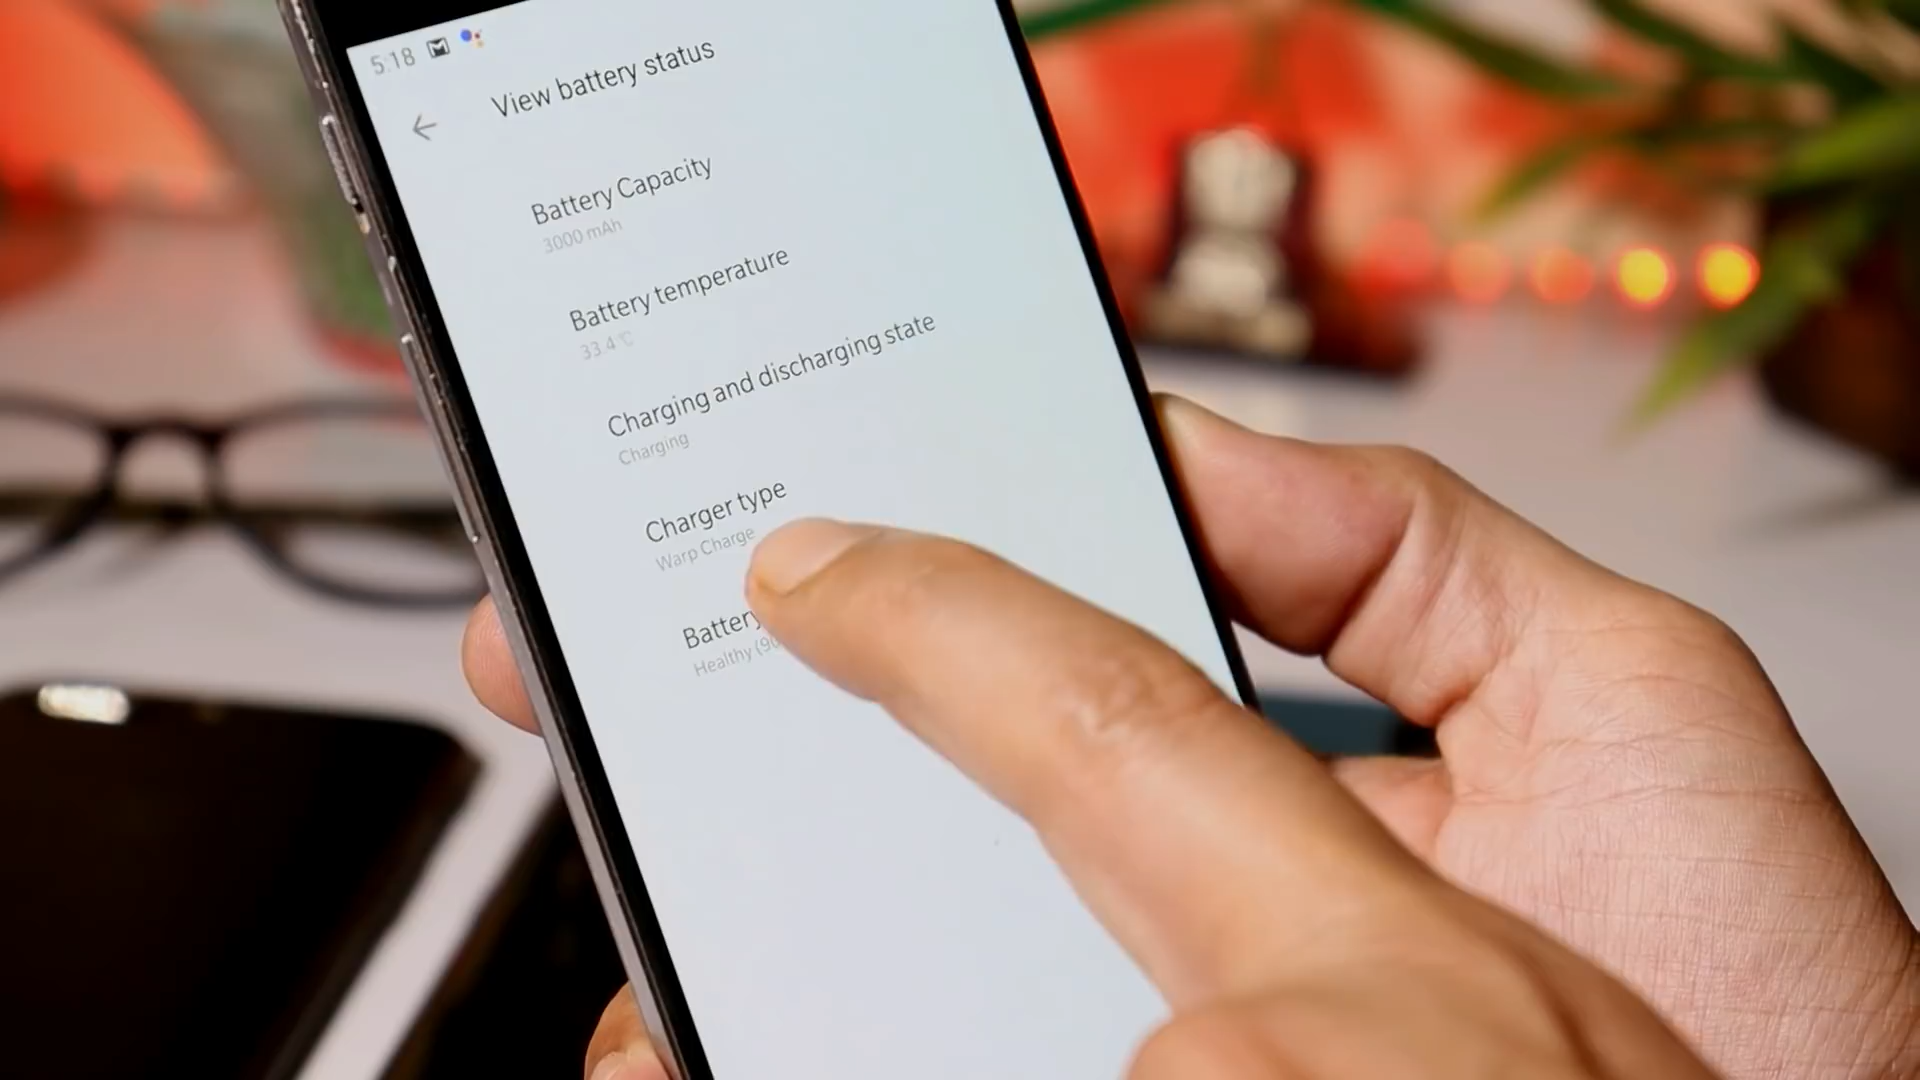 5:18
View battery status
Battery Capacity
3000 mAh
Battery temperature
33.4 ℃
Charging and discharging state
Charging
Charger type
Warp Charge
Battery
Healthy (90